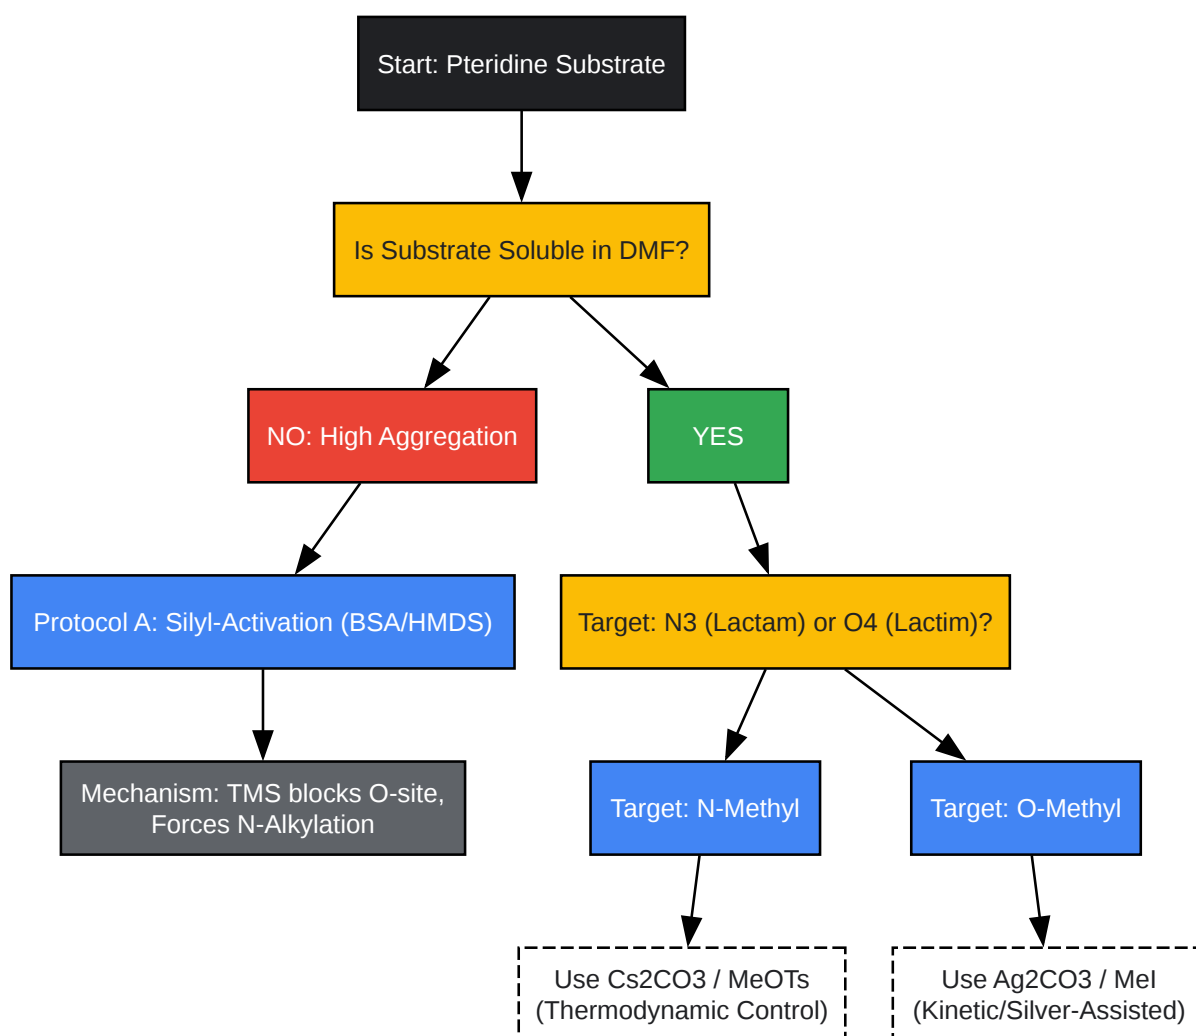 Start: Pteridine Substrate
Is Substrate Soluble in DMF?
NO: High Aggregation
YES
Protocol A: Silyl-Activation (BSA/HMDS)
Target: N3 (Lactam) or O4 (Lactim)?
Mechanism: TMS blocks O-site,
Forces N-Alkylation
Target: N-Methyl
Target: O-Methyl
Use Cs2CO3 / MeOTs
(Thermodynamic Control)
Use Ag2CO3 / MeI
(Kinetic/Silver-Assisted)